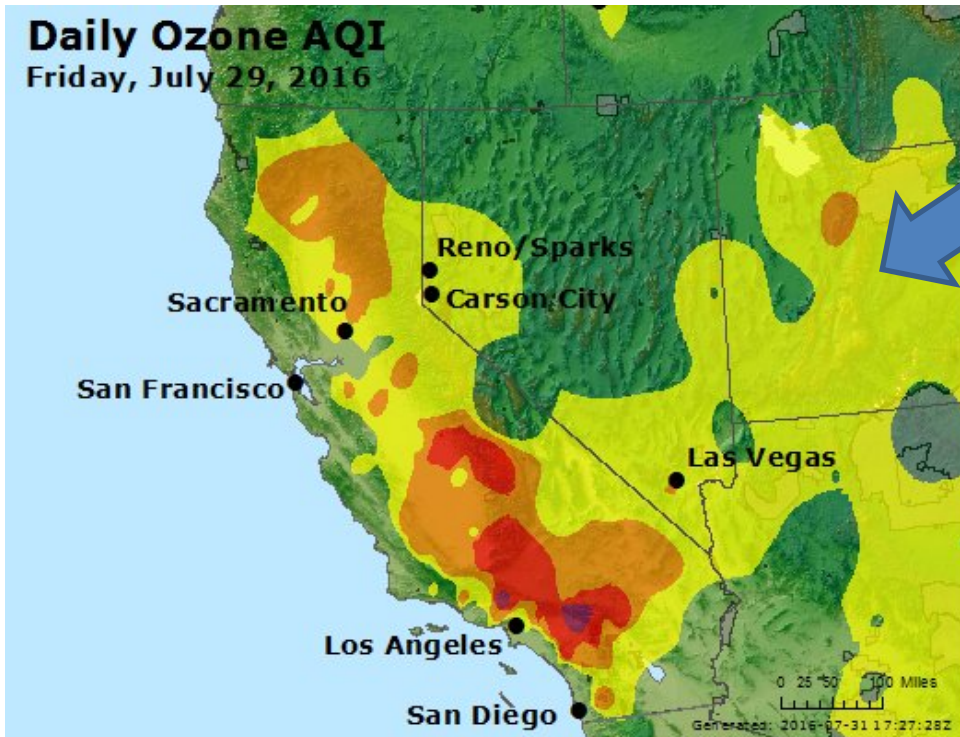 Daily Ozone AQI
Friday, July 29, 2016
Reno/Sparks
Carson City
Sacramento
San Francisco
Las Vegas
Los Angeles
San Diego
0 25 50 100 Miles
Generated: 2016-07-31 17:27:28Z